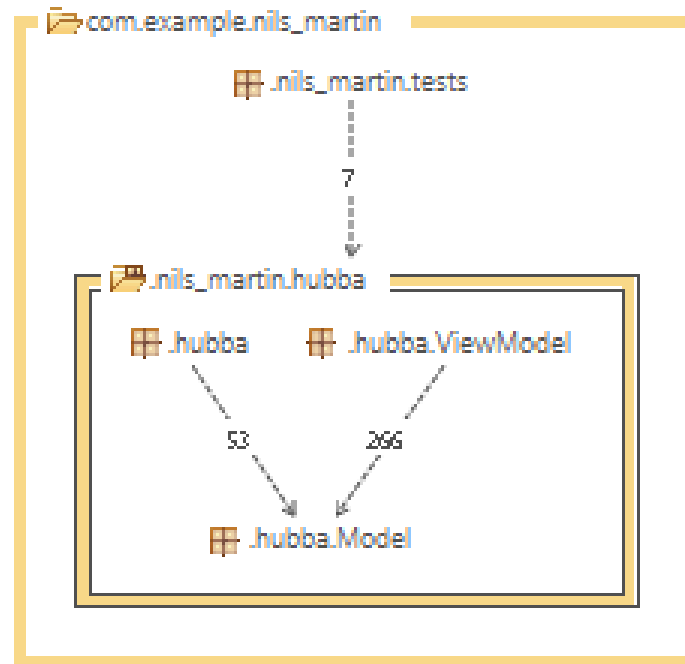 com.example.nils_martin
.nils_martin.tests
7
.nils_martin.hubba
.hubba
.hubba.ViewModel
53
266
.hubba.Model